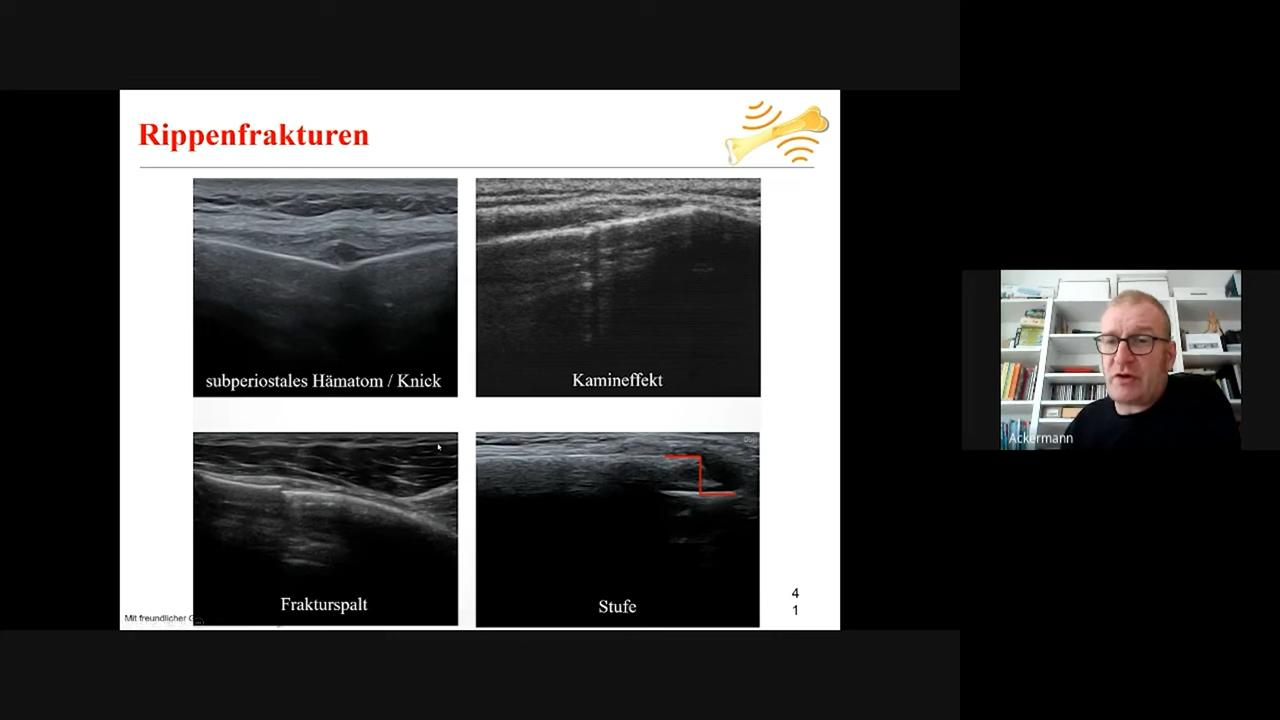 Rippenfrakturen
subperiostales Hämatom / Knick
Kamineffekt
Frakturspalt
Stufe
4
1
Mit freundlicher
Ackermann